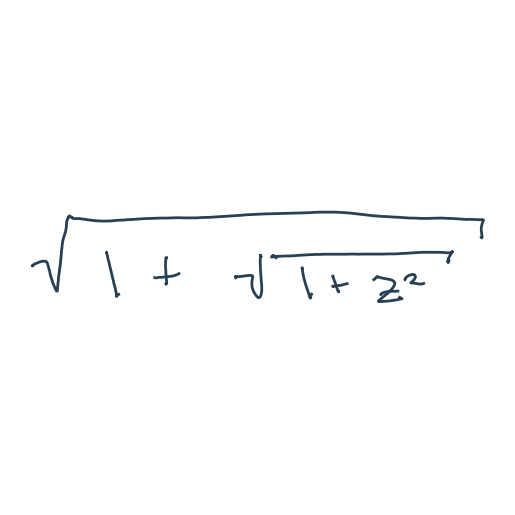 √(1 + √(1 + z²))